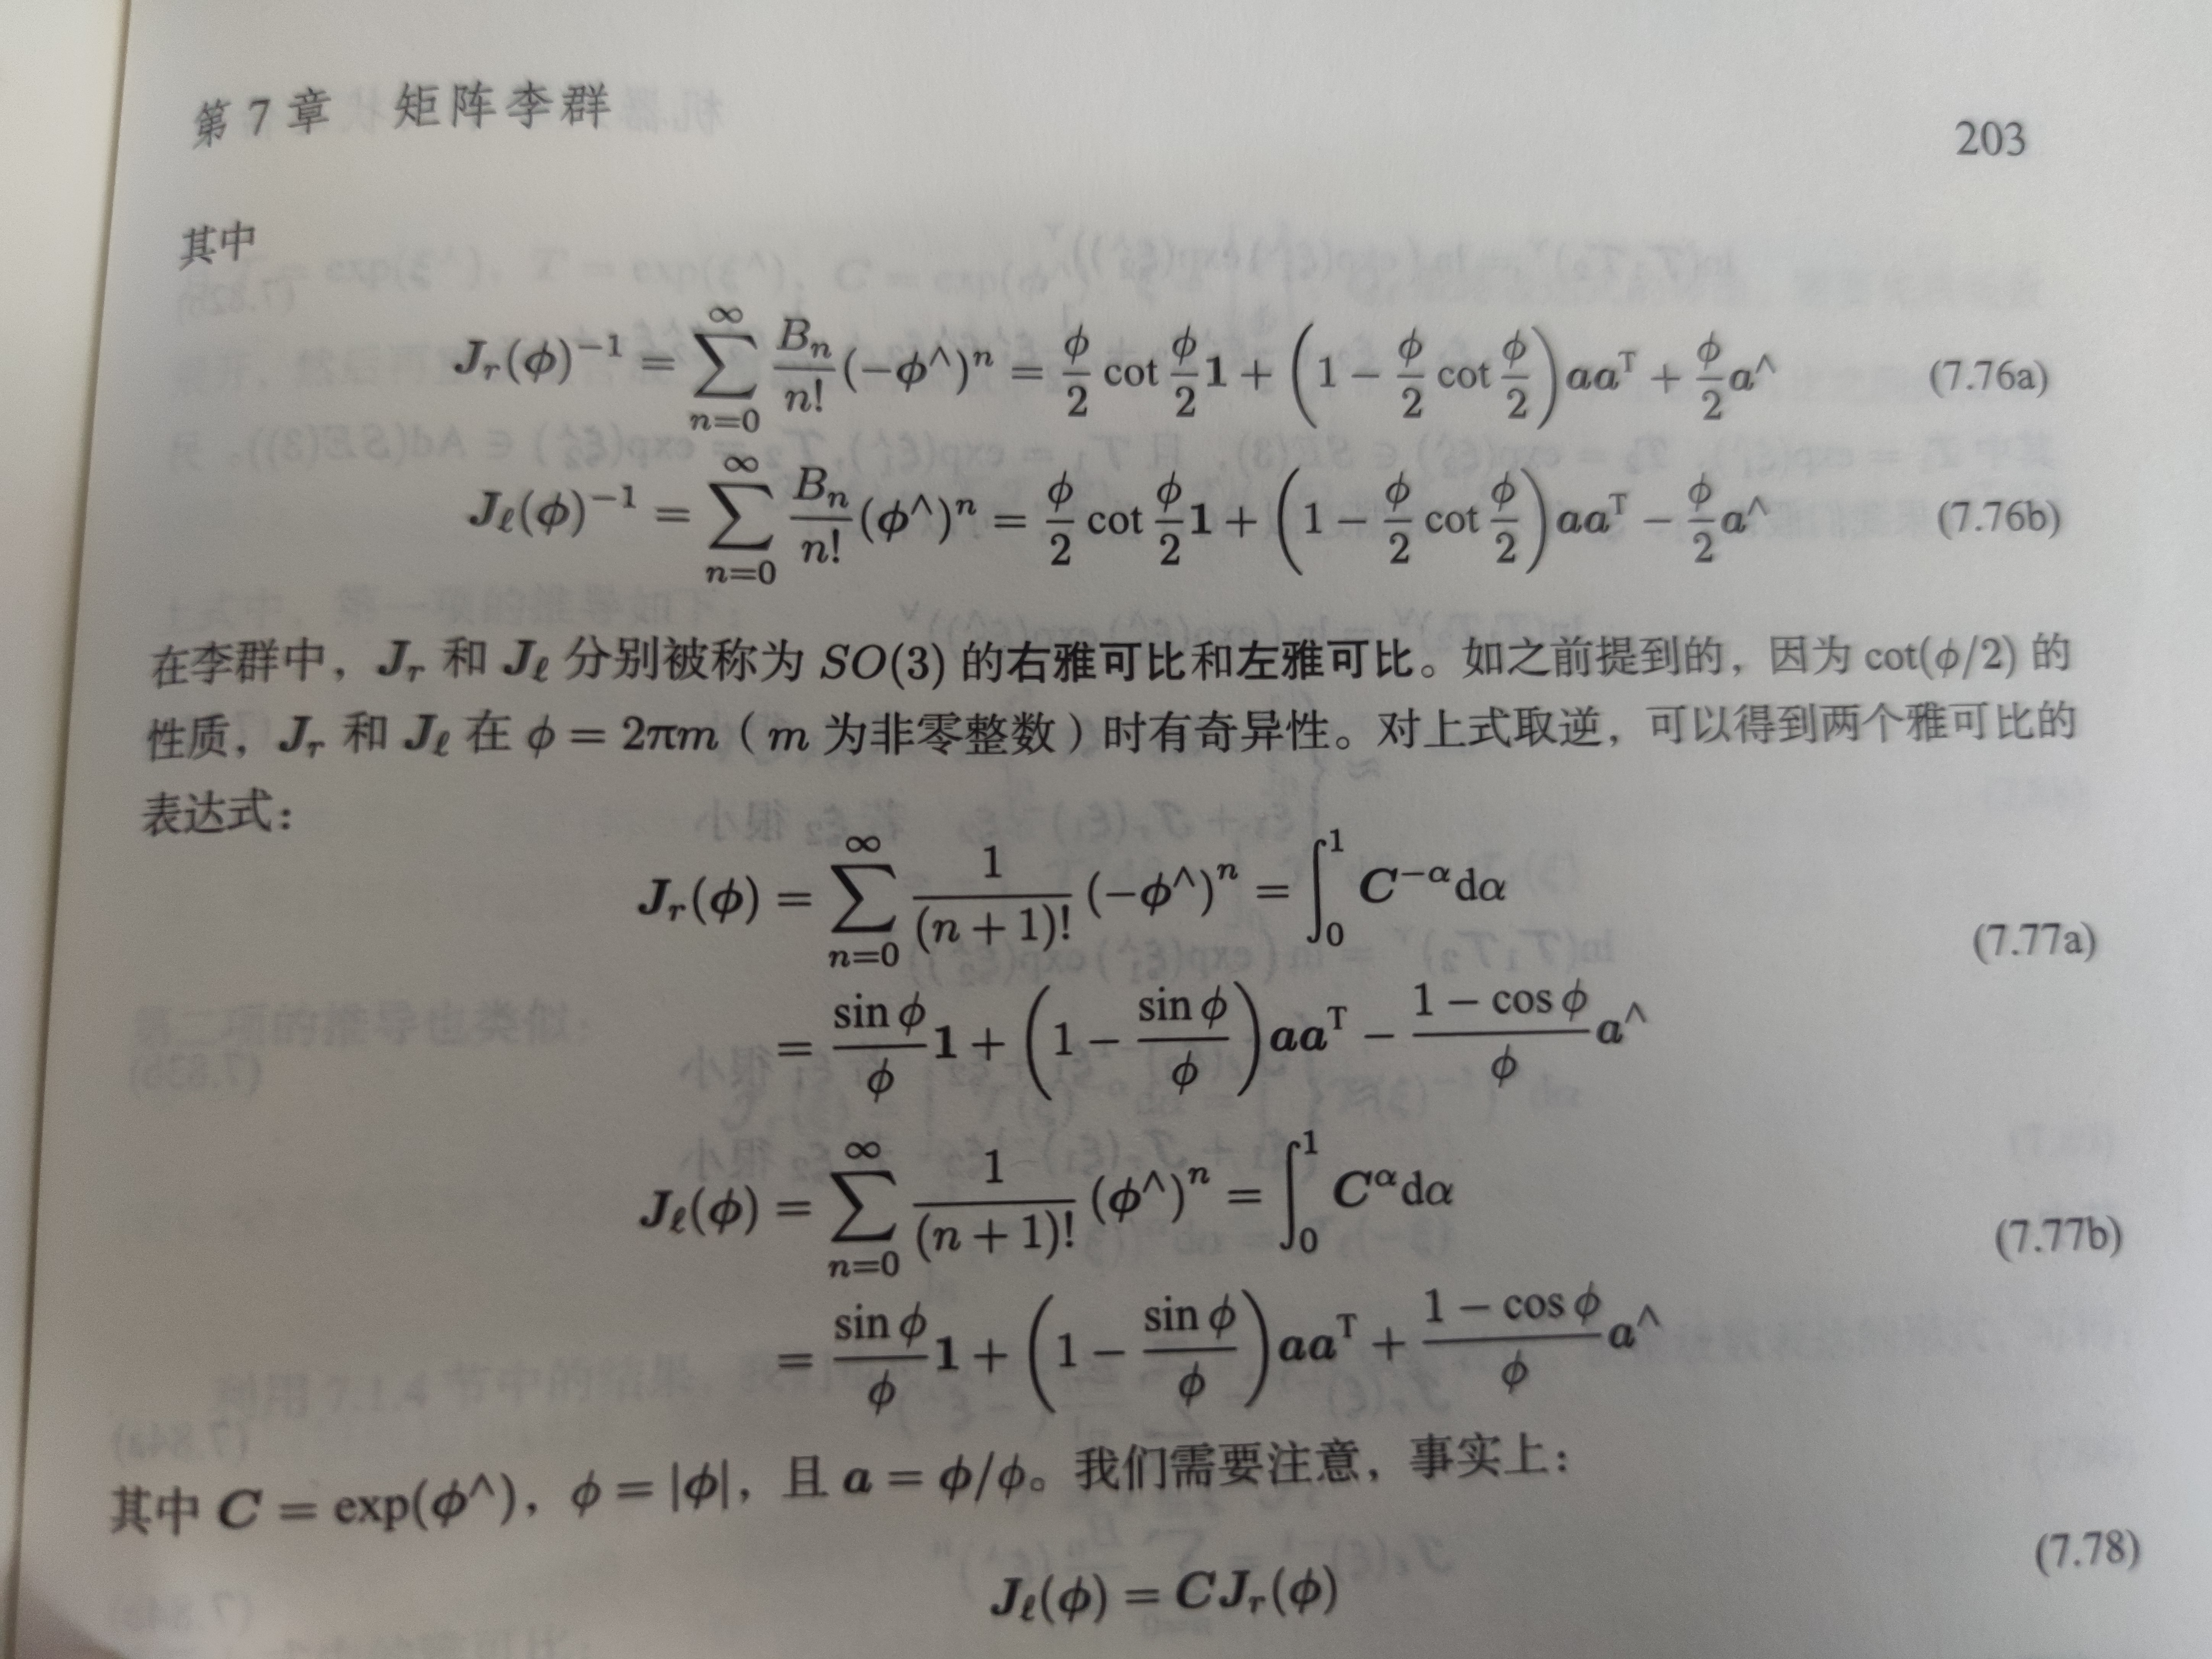 第 7 章 矩阵李群 203
其中
$$\boldsymbol{J}_r(\boldsymbol{\phi})^{-1} = \sum_{n=0}^{\infty} \frac{B_n}{n!} (-\boldsymbol{\phi}^{\wedge})^n = \frac{\phi}{2} \cot \frac{\phi}{2} \mathbf{1} + \left(1 - \frac{\phi}{2} \cot \frac{\phi}{2}\right) \boldsymbol{a}\boldsymbol{a}^{\mathrm{T}} + \frac{\phi}{2} \boldsymbol{a}^{\wedge}$$ (7.76a)
$$\boldsymbol{J}_\ell(\boldsymbol{\phi})^{-1} = \sum_{n=0}^{\infty} \frac{B_n}{n!} (\boldsymbol{\phi}^{\wedge})^n = \frac{\phi}{2} \cot \frac{\phi}{2} \mathbf{1} + \left(1 - \frac{\phi}{2} \cot \frac{\phi}{2}\right) \boldsymbol{a}\boldsymbol{a}^{\mathrm{T}} - \frac{\phi}{2} \boldsymbol{a}^{\wedge}$$ (7.76b)
在李群中，$\boldsymbol{J}_r$ 和 $\boldsymbol{J}_\ell$ 分别被称为 $SO(3)$ 的右雅可比和左雅可比。如之前提到的，因为 $\cot(\phi/2)$ 的
性质，$\boldsymbol{J}_r$ 和 $\boldsymbol{J}_\ell$ 在 $\phi = 2\pi m$（$m$ 为非零整数）时有奇异性。对上式取逆，可以得到两个雅可比的
表达式：
$$\boldsymbol{J}_r(\boldsymbol{\phi}) = \sum_{n=0}^{\infty} \frac{1}{(n+1)!} (-\boldsymbol{\phi}^{\wedge})^n = \int_0^1 \boldsymbol{C}^{-\alpha} \mathrm{d}\alpha$$
(7.77a)
$$= \frac{\sin\phi}{\phi} \mathbf{1} + \left(1 - \frac{\sin\phi}{\phi}\right) \boldsymbol{a}\boldsymbol{a}^{\mathrm{T}} - \frac{1 - \cos\phi}{\phi} \boldsymbol{a}^{\wedge}$$
$$\boldsymbol{J}_\ell(\boldsymbol{\phi}) = \sum_{n=0}^{\infty} \frac{1}{(n+1)!} (\boldsymbol{\phi}^{\wedge})^n = \int_0^1 \boldsymbol{C}^{\alpha} \mathrm{d}\alpha$$
(7.77b)
$$= \frac{\sin\phi}{\phi} \mathbf{1} + \left(1 - \frac{\sin\phi}{\phi}\right) \boldsymbol{a}\boldsymbol{a}^{\mathrm{T}} + \frac{1 - \cos\phi}{\phi} \boldsymbol{a}^{\wedge}$$
其中 $\boldsymbol{C} = \exp(\boldsymbol{\phi}^{\wedge})$，$\phi = |\boldsymbol{\phi}|$，且 $\boldsymbol{a} = \boldsymbol{\phi}/\phi$。我们需要注意，事实上：
$$\boldsymbol{J}_\ell(\boldsymbol{\phi}) = \boldsymbol{C}\boldsymbol{J}_r(\boldsymbol{\phi})$$ (7.78)